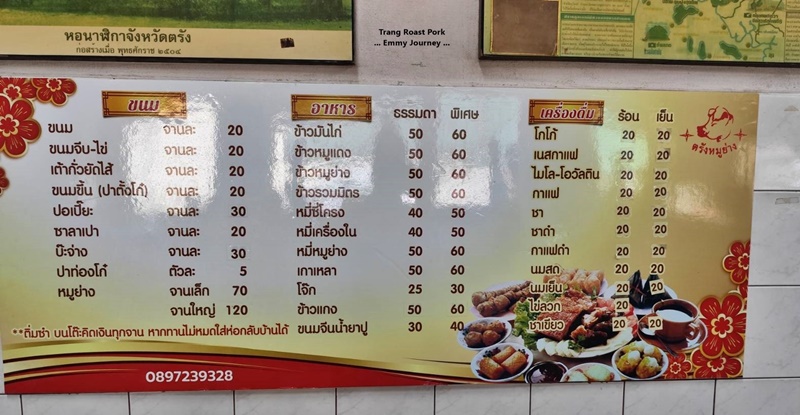 หอนาฬิกาจังหวัดตรัง
ก่อสร้างเมื่อ พุทธศักราช ๒๕๐๔
Trang Roast Pork
... Emmy Journey ...
ขนม
ขนม จานละ 20
ขนมจีบ-ไข่ จานละ 20
เต้ากั่วยัดไส้ จานละ 20
ขนมขึ้น (ปาตั้งโก๋) จานละ 20
ปอเปี๊ยะ จานละ 30
ซาลาเปา จานละ 20
บ๊ะจ่าง จานละ 30
ปาท่องโก๋ ตัวละ 5
หมูย่าง จานเล็ก 70
จานใหญ่ 120
อาหาร ธรรมดา พิเศษ
ข้าวมันไก่ 50 60
ข้าวหมูแดง 50 60
ข้าวหมูย่าง 50 60
ข้าวรวมมิตร 50 60
หมี่ซี่โครง 40 50
หมี่เครื่องใน 40 50
หมี่หมูย่าง 50 60
เกาเหลา 50 60
โจ๊ก 25 30
ข้าวแกง 50 60
ขนมจีนน้ำยาปู 30 40
เครื่องดื่ม ร้อน เย็น
โกโก้ 20 20
เนสกาแฟ 20 20
ไมโล-โอวัลติน 20 20
กาแฟ 20 20
ชา 20 20
ชาดำ 20 20
กาแฟดำ 20 20
นมสด 20 20
นมเย็น 20 20
ไข่ลวก 20
ชาเขียว 20 20
ตรังหมูย่าง
**ติ่มซำ บนโต๊ะคิดเงินทุกจาน หากทานไม่หมดใส่ห่อกลับบ้านได้
0897239328